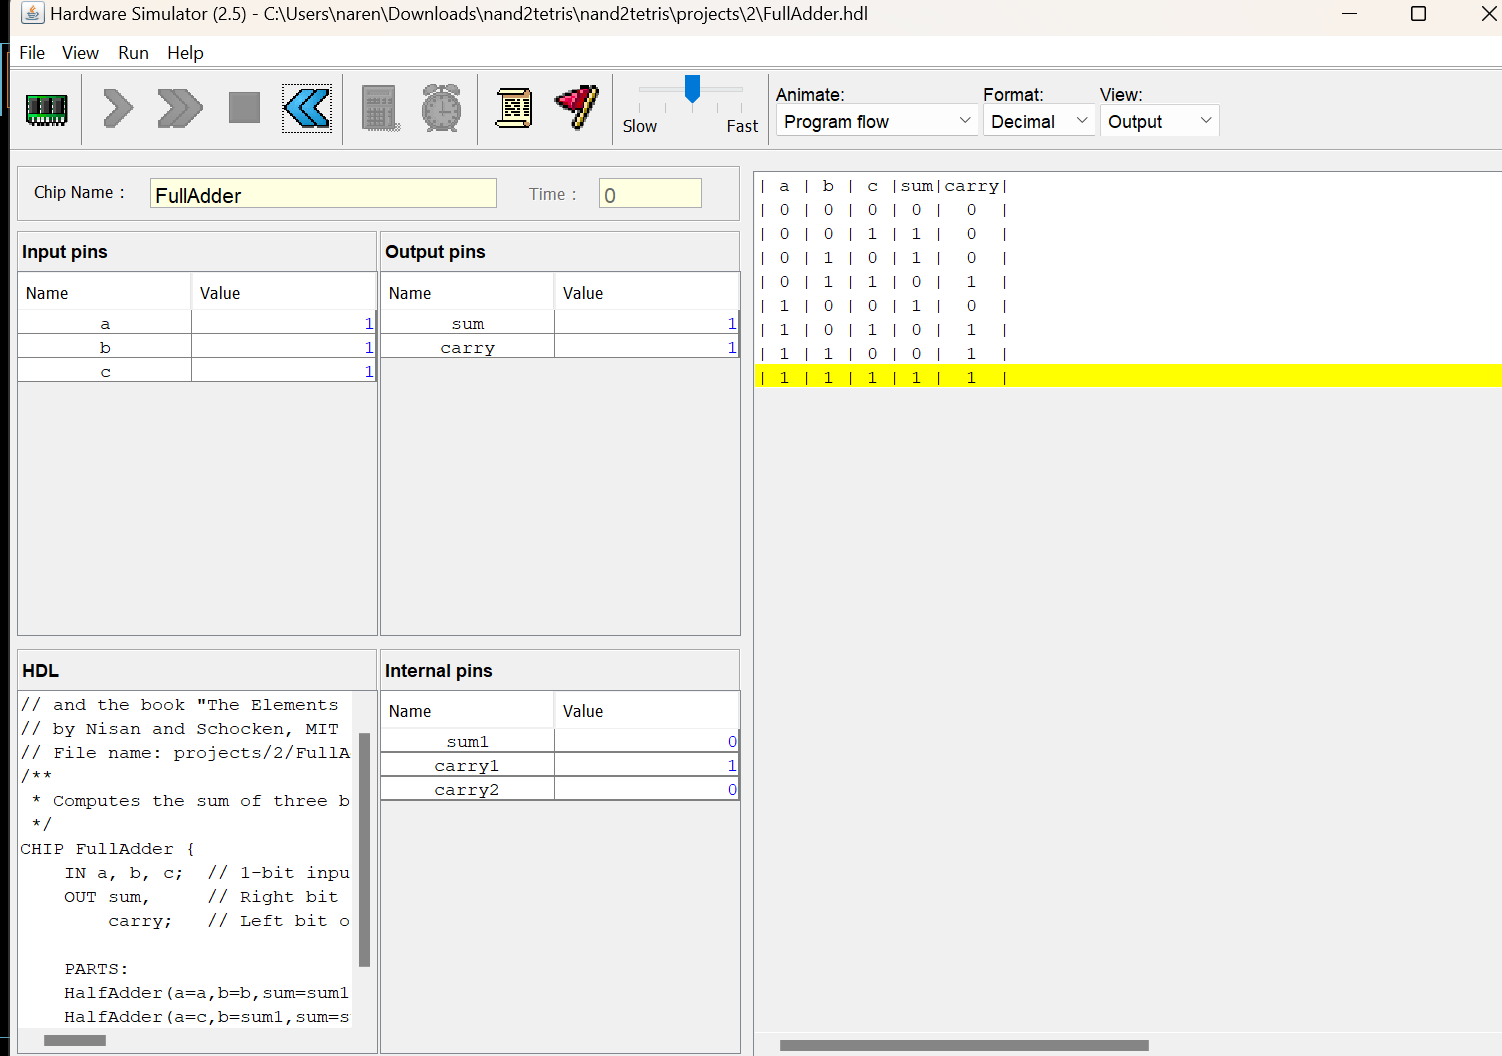 Hardware Simulator (2.5) - C:\Users\naren\Downloads\nand2tetris\nand2tetris\projects\2\FullAdder.hdl
File View Run Help
Slow Fast
Animate: Format: View:
Program flow Decimal Output
Chip Name : FullAdder Time : 0
Input pins
Name Value
a 1
b 1
c 1
Output pins
Name Value
sum 1
carry 1
HDL
// and the book "The Elements
// by Nisan and Schocken, MIT
// File name: projects/2/FullA
/**
 * Computes the sum of three b
 */
CHIP FullAdder {
    IN a, b, c;  // 1-bit inpu
    OUT sum,     // Right bit
        carry;   // Left bit o
    PARTS:
    HalfAdder(a=a,b=b,sum=sum1
    HalfAdder(a=c,b=sum1,sum=s
Internal pins
Name Value
sum1 0
carry1 1
carry2 0
| a | b | c |sum|carry|
| 0 | 0 | 0 | 0 |  0  |
| 0 | 0 | 1 | 1 |  0  |
| 0 | 1 | 0 | 1 |  0  |
| 0 | 1 | 1 | 0 |  1  |
| 1 | 0 | 0 | 1 |  0  |
| 1 | 0 | 1 | 0 |  1  |
| 1 | 1 | 0 | 0 |  1  |
| 1 | 1 | 1 | 1 |  1  |